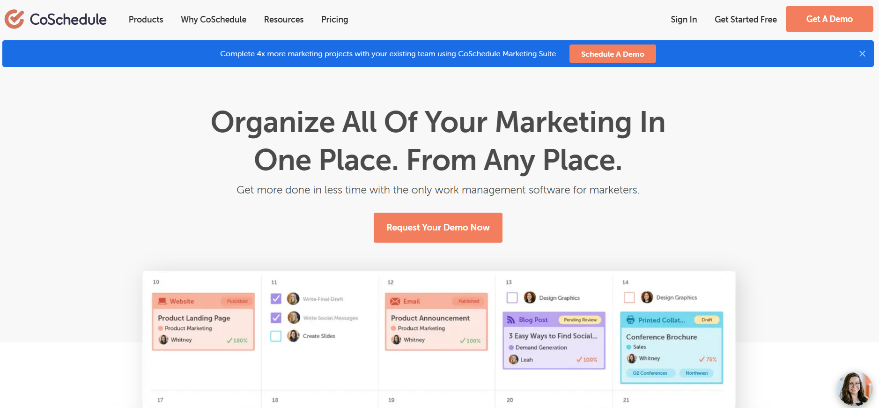 CoSchedule
Products Why CoSchedule Resources Pricing Sign In Get Started Free Get A Demo
Complete 4x more marketing projects with your existing team using CoSchedule Marketing Suite Schedule A Demo
Organize All Of Your Marketing In
One Place. From Any Place.
Get more done in less time with the only work management software for marketers.
Request Your Demo Now
10
Website Published
Product Landing Page
Product Marketing
Whitney 100%
11
Write Final Draft
Write Social Messages
Create Slides
12
Email Published
Product Announcement
Product Marketing
Whitney 100%
13
Design Graphics
Blog Post Pending Review
3 Easy Ways to Find Social...
Demand Generation
Leah 100%
14
Design Graphics
Printed Collat... Draft
Conference Brochure
Sales
Whitney 75%
G2 Conferences Northwest
17 18 19 20 21